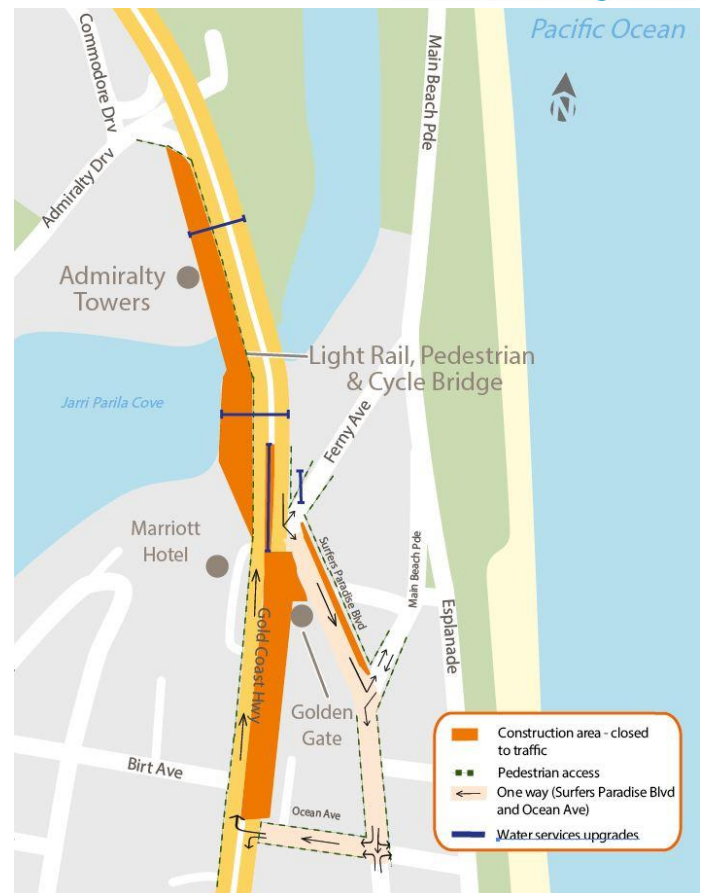 Pacific Ocean
N
Commodore Drv
Main Beach Pde
Admiralty Drv
Admiralty
Towers
Light Rail, Pedestrian
& Cycle Bridge
Jarri Parila Cove
Ferny Ave
Marriott
Hotel
Surfers Paradise Blvd
Main Beach Pde
Esplanade
Gold Coast Hwy
Golden
Gate
Birt Ave
Ocean Ave
Construction area - closed
to traffic
Pedestrian access
One way (Surfers Paradise Blvd
and Ocean Ave)
Water services upgrades